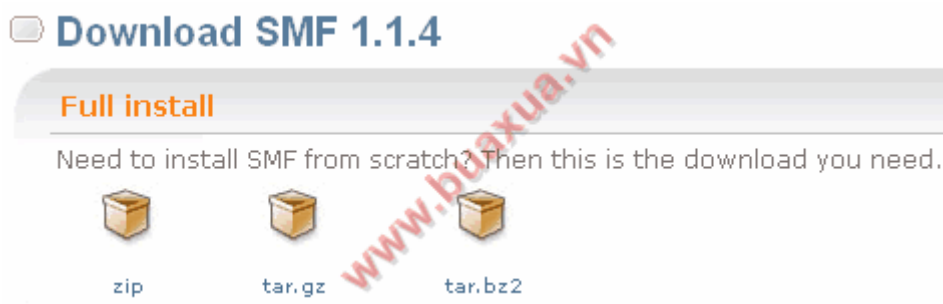 Download SMF 1.1.4
Full install
Need to install SMF from scratch? Then this is the download you need.
zip tar.gz tar.bz2
www.buaxua.vn